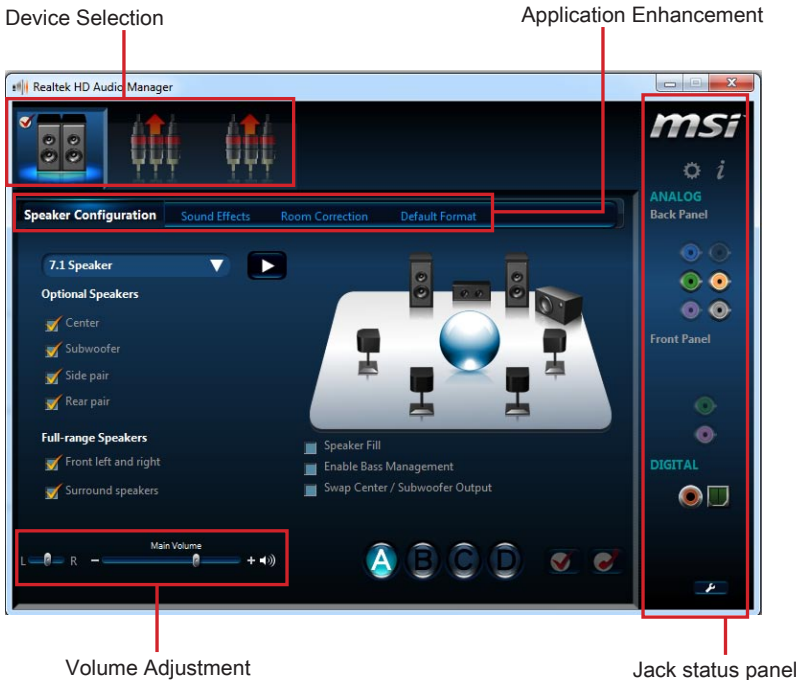 Device Selection
Application Enhancement
Realtek HD Audio Manager
msi
i
ANALOG
Back Panel
Speaker Configuration Sound Effects Room Correction Default Format
7.1 Speaker
Optional Speakers
Center
Subwoofer
Side pair
Rear pair
Front Panel
Full-range Speakers
Front left and right
Surround speakers
Speaker Fill
Enable Bass Management
Swap Center / Subwoofer Output
DIGITAL
Main Volume
L R - +
A B C D
Volume Adjustment
Jack status panel